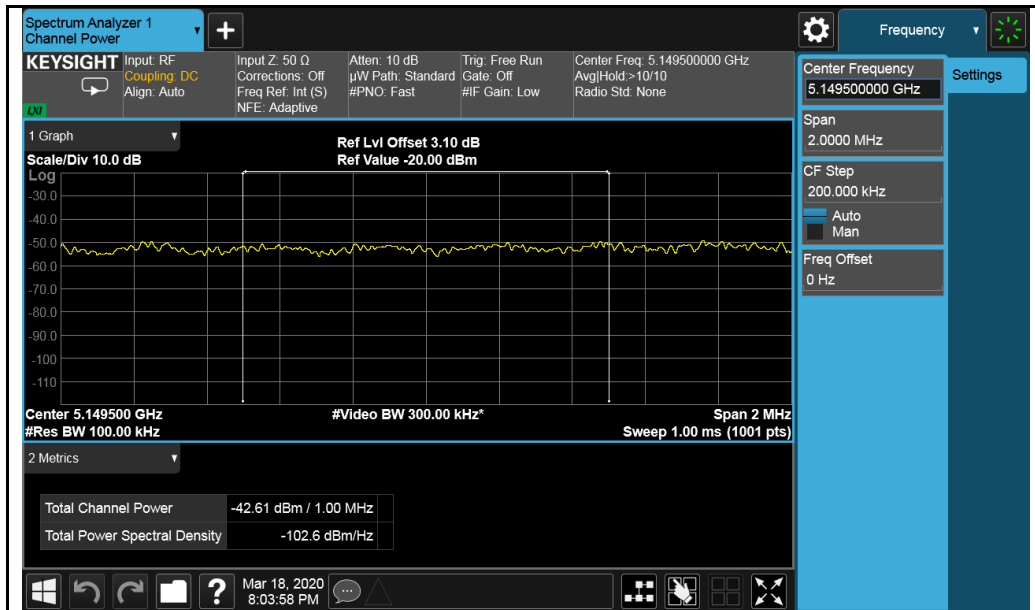 Spectrum Analyzer 1
Channel Power
+
Frequency
KEYSIGHT
LXI
Input: RF
Coupling: DC
Align: Auto
Input Z: 50 Ω
Corrections: Off
Freq Ref: Int (S)
NFE: Adaptive
Atten: 10 dB
µW Path: Standard
#PNO: Fast
Trig: Free Run
Gate: Off
#IF Gain: Low
Center Freq: 5.149500000 GHz
Avg|Hold:>10/10
Radio Std: None
Center Frequency
5.149500000 GHz
Settings
Span
2.0000 MHz
CF Step
200.000 kHz
Auto
Man
Freq Offset
0 Hz
1 Graph
Scale/Div 10.0 dB
Ref Lvl Offset 3.10 dB
Ref Value -20.00 dBm
Log
-30.0
-40.0
-50.0
-60.0
-70.0
-80.0
-90.0
-100
-110
Center 5.149500 GHz
#Res BW 100.00 kHz
#Video BW 300.00 kHz*
Span 2 MHz
Sweep 1.00 ms (1001 pts)
2 Metrics
Total Channel Power -42.61 dBm / 1.00 MHz
Total Power Spectral Density -102.6 dBm/Hz
?
Mar 18, 2020
8:03:58 PM